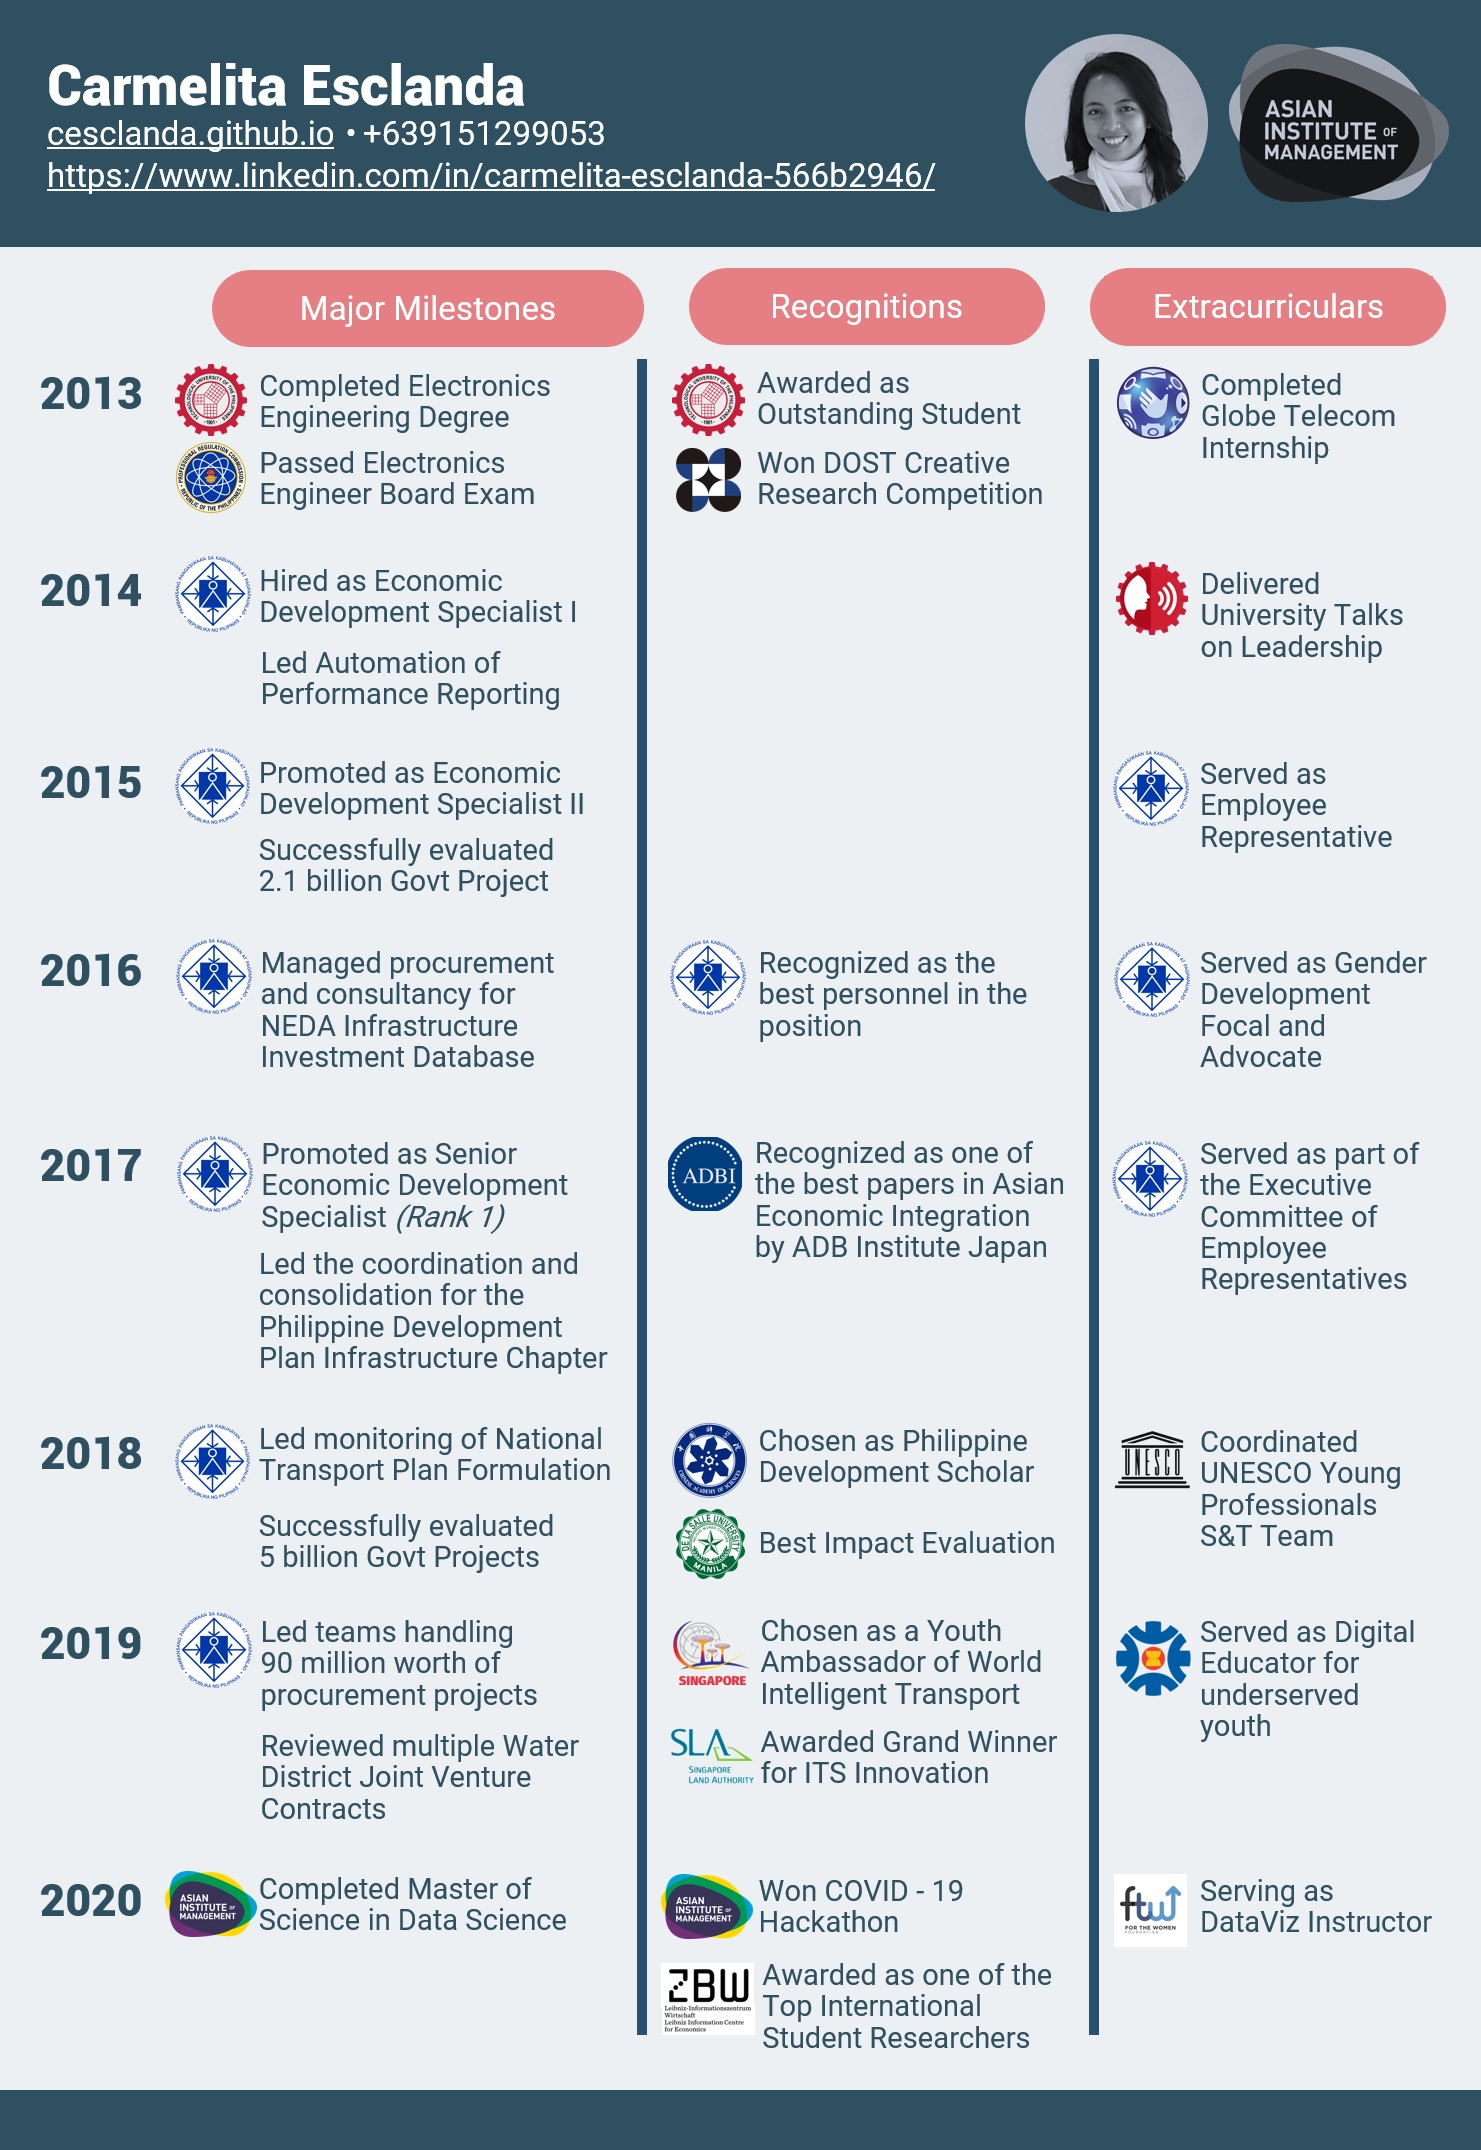 Carmelita Esclanda
cesclanda.github.io • +639151299053
https://www.linkedin.com/in/carmelita-esclanda-566b2946/
ASIAN
INSTITUTE OF
MANAGEMENT
Major Milestones
Recognitions
Extracurriculars
2013
Completed Electronics
Engineering Degree
Passed Electronics
Engineer Board Exam
Awarded as
Outstanding Student
Won DOST Creative
Research Competition
Completed
Globe Telecom
Internship
2014
Hired as Economic
Development Specialist I
Led Automation of
Performance Reporting
Delivered
University Talks
on Leadership
2015
Promoted as Economic
Development Specialist II
Successfully evaluated
2.1 billion Govt Project
Served as
Employee
Representative
2016
Managed procurement
and consultancy for
NEDA Infrastructure
Investment Database
Recognized as the
best personnel in the
position
Served as Gender
Development
Focal and
Advocate
2017
Promoted as Senior
Economic Development
Specialist (Rank 1)
Led the coordination and
consolidation for the
Philippine Development
Plan Infrastructure Chapter
ADBI
Recognized as one of
the best papers in Asian
Economic Integration
by ADB Institute Japan
Served as part of
the Executive
Committee of
Employee
Representatives
2018
Led monitoring of National
Transport Plan Formulation
Successfully evaluated
5 billion Govt Projects
Chosen as Philippine
Development Scholar
DE LA SALLE UNIVERSITY
MANILA
Best Impact Evaluation
UNESCO
Coordinated
UNESCO Young
Professionals
S&T Team
2019
Led teams handling
90 million worth of
procurement projects
Reviewed multiple Water
District Joint Venture
Contracts
SINGAPORE
Chosen as a Youth
Ambassador of World
Intelligent Transport
SLA
SINGAPORE
LAND AUTHORITY
Awarded Grand Winner
for ITS Innovation
Served as Digital
Educator for
underserved
youth
2020
ASIAN
INSTITUTE OF
MANAGEMENT
Completed Master of
Science in Data Science
ASIAN
INSTITUTE OF
MANAGEMENT
Won COVID - 19
Hackathon
ZBW
Leibniz-Informationszentrum
Wirtschaft
Leibniz Information Centre
for Economics
Awarded as one of the
Top International
Student Researchers
ftw
FOR THE WOMEN
FOUNDATION
Serving as
DataViz Instructor